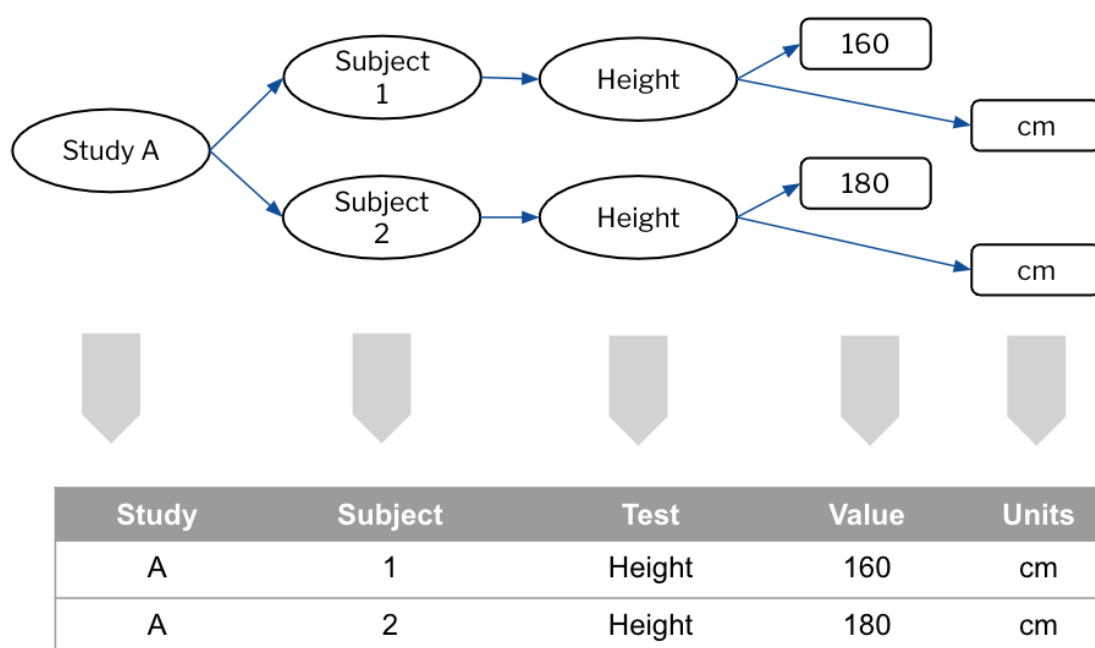 160
Subject
1
Height
cm
Study A
180
Subject
2
Height
cm
Study Subject Test Value Units
A 1 Height 160 cm
A 2 Height 180 cm